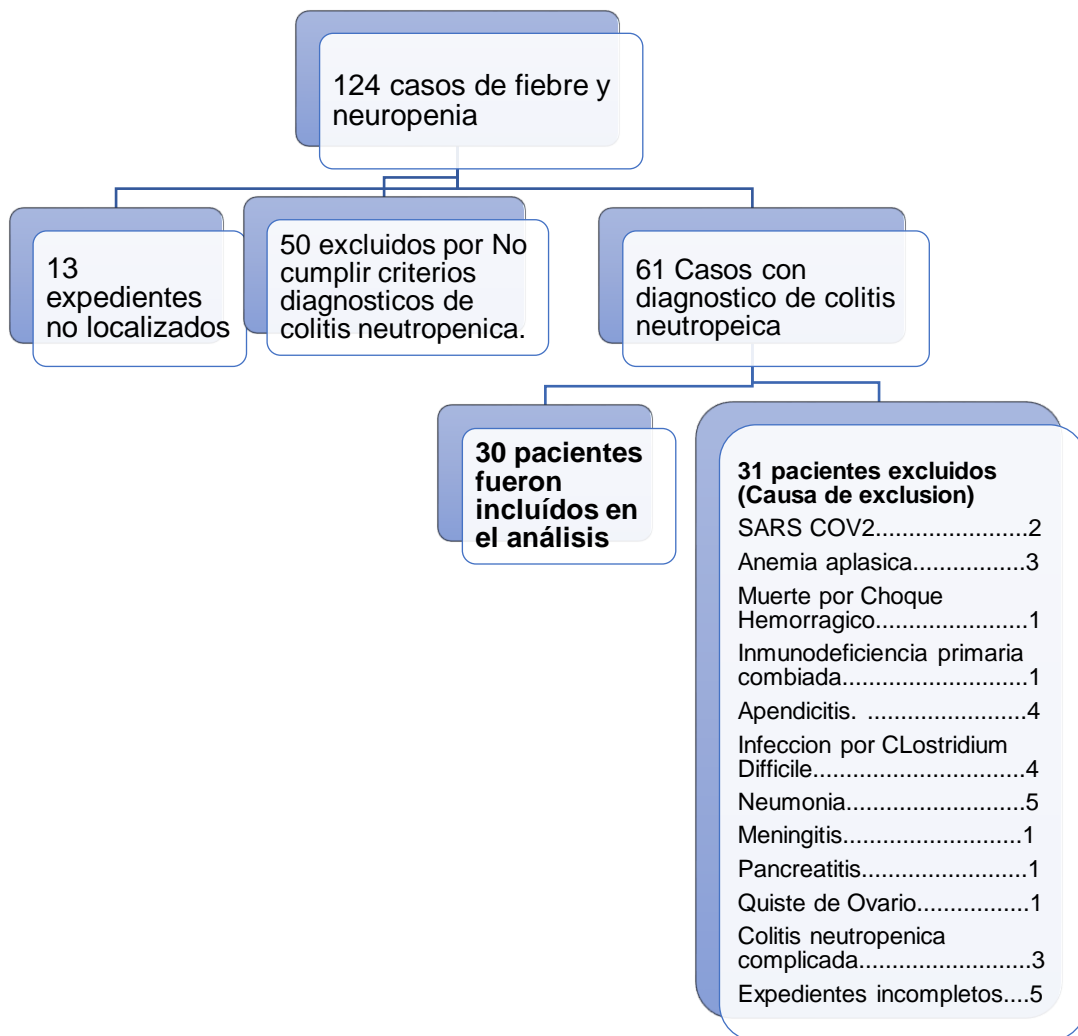 124 casos de fiebre y
neuropenia
13
expedientes
no localizados
50 excluidos por No
cumplir criterios
diagnosticos de
colitis neutropenica.
61 Casos con
diagnostico de colitis
neutropeica
30 pacientes
fueron
incluídos en
el análisis
31 pacientes excluidos
(Causa de exclusion)
SARS COV2.......................2
Anemia aplasica................3
Muerte por Choque
Hemorragico......................1
Inmunodeficiencia primaria
combiada...........................1
Apendicitis. .......................4
Infeccion por CLostridium
Difficile.................................4
Neumonia..........................5
Meningitis..........................1
Pancreatitis........................1
Quiste de Ovario................1
Colitis neutropenica
complicada........................3
Expedientes incompletos....5